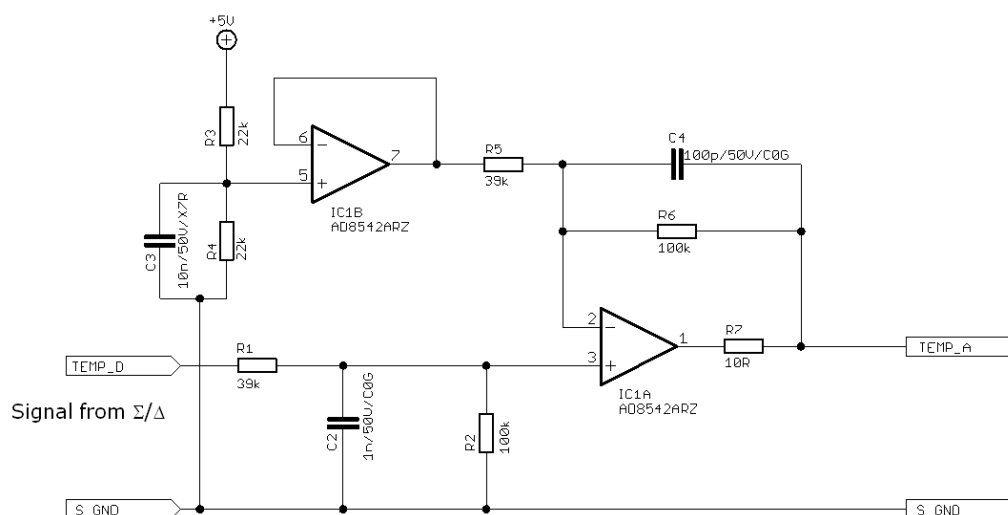 +5V
R3
22k
6
7
5
IC1B
AD8542ARZ
R5
39k
C4
100p/50V/C0G
R6
100k
C3
10n/50V/X7R
R4
22k
2
3
1
R7
10R
IC1A
AD8542ARZ
TEMP_A
TEMP_D
R1
39k
Signal from Σ/Δ
C2
1n/50V/C0G
R2
100k
S_GND
S_GND